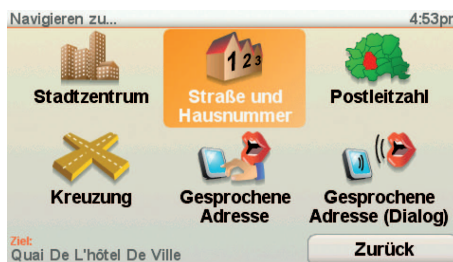 Navigieren zu... 4:53pm
Stadtzentrum
1 2 3
Straße und
Hausnummer
Postleitzahl
Kreuzung
Gesprochene
Adresse
Gesprochene
Adresse (Dialog)
Ziel:
Quai De L'hôtel De Ville
Zurück